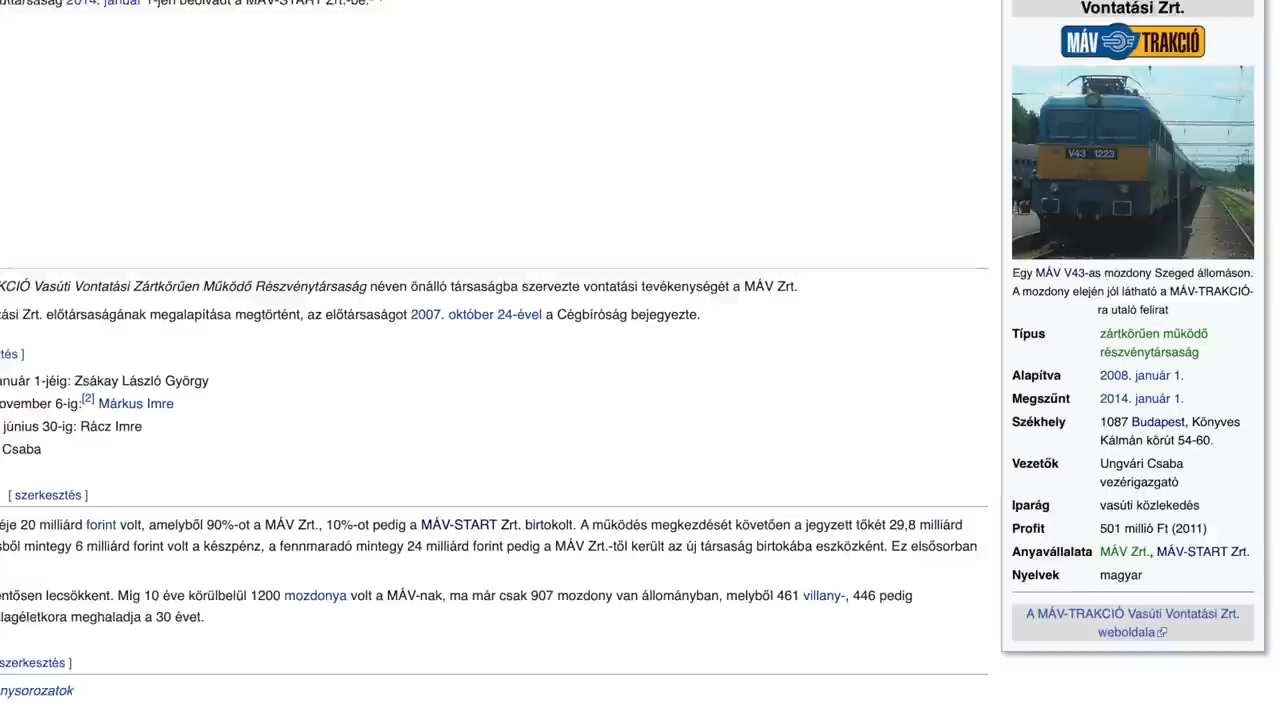 2014. január 1-jén beolvadt a MÁV-START Zrt.-be.
KCIÓ Vasúti Vontatási Zártkörűen Működő Részvénytársaság néven önálló társaságba szervezte vontatási tevékenységét a MÁV Zrt.
ási Zrt. előtársaságának megalapítása megtörtént, az előtársaságot 2007. október 24-ével a Cégbíróság bejegyezte.
tés ]
anuár 1-jéig: Zsákay László György
ovember 6-ig:[2] Márkus Imre
június 30-ig: Rácz Imre
Csaba
[ szerkesztés ]
éje 20 milliárd forint volt, amelyből 90%-ot a MÁV Zrt., 10%-ot pedig a MÁV-START Zrt. birtokolt. A működés megkezdését követően a jegyzett tőkét 29,8 milliárd
ből mintegy 6 milliárd forint volt a készpénz, a fennmaradó mintegy 24 milliárd forint pedig a MÁV Zrt.-től került az új társaság birtokába eszközként. Ez elsősorban
entősen lecsökkent. Míg 10 éve körülbelül 1200 mozdonya volt a MÁV-nak, ma már csak 907 mozdony van állományban, melyből 461 villany-, 446 pedig
lagéletkora meghaladja a 30 évet.
szerkesztés ]
nysorozatok
Vontatási Zrt.
MÁV TRAKCIÓ
V43 1223
Egy MÁV V43-as mozdony Szeged állomáson.
A mozdony elején jól látható a MÁV-TRAKCIÓ-
ra utaló felirat
Típus zártkörűen működő
részvénytársaság
Alapítva 2008. január 1.
Megszűnt 2014. január 1.
Székhely 1087 Budapest, Könyves
Kálmán körút 54-60.
Vezetők Ungvári Csaba
vezérigazgató
Iparág vasúti közlekedés
Profit 501 millió Ft (2011)
Anyavállalata MÁV Zrt., MÁV-START Zrt.
Nyelvek magyar
A MÁV-TRAKCIÓ Vasúti Vontatási Zrt.
weboldala